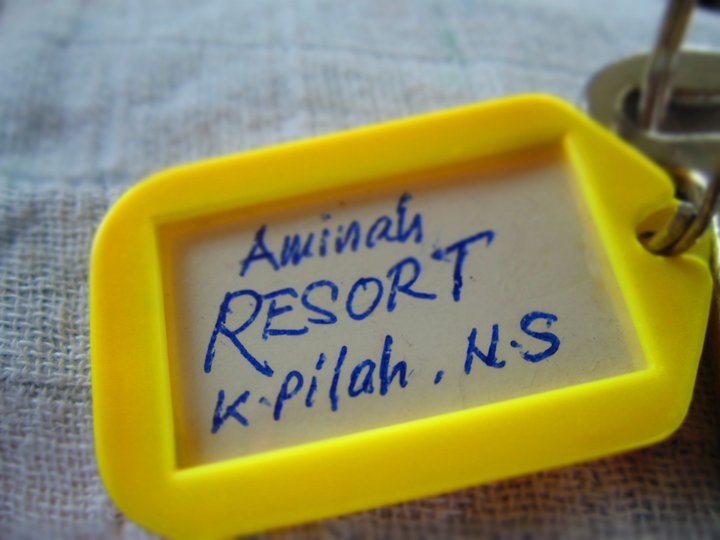 Aminah
RESORT
K.Pilah, N.S